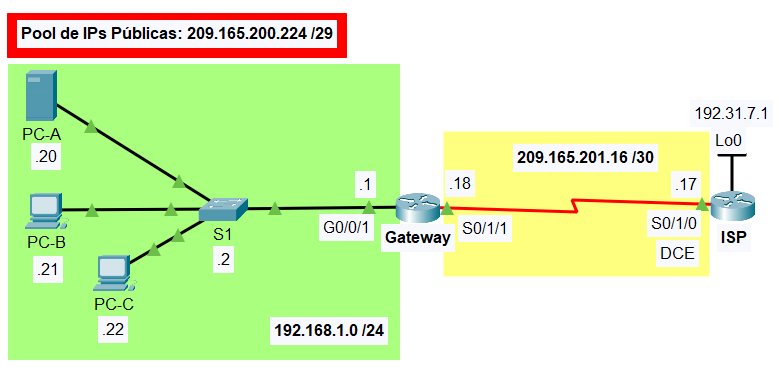 Pool de IPs Públicas: 209.165.200.224 /29
PC-A
.20
PC-B
.21
PC-C
.22
S1
.2
.1
G0/0/1
192.168.1.0 /24
Gateway
.18
S0/1/1
209.165.201.16 /30
.17
S0/1/0
DCE
192.31.7.1
Lo0
ISP